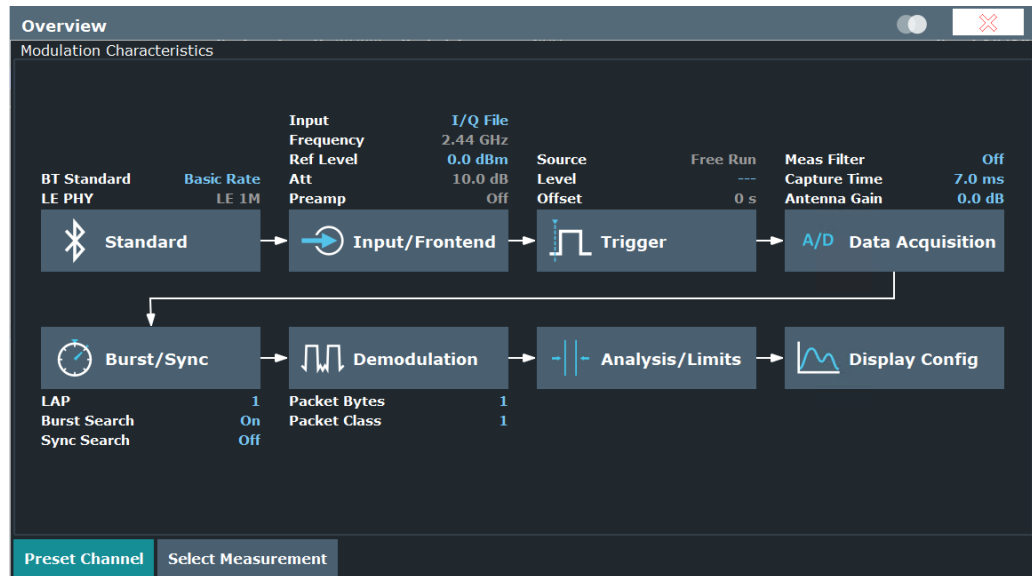 Overview
Modulation Characteristics
Input I/Q File
Frequency 2.44 GHz
Ref Level 0.0 dBm Source Free Run Meas Filter Off
BT Standard Basic Rate Att 10.0 dB Level --- Capture Time 7.0 ms
LE PHY LE 1M Preamp Off Offset 0 s Antenna Gain 0.0 dB
Standard Input/Frontend Trigger A/D Data Acquisition
Burst/Sync Demodulation Analysis/Limits Display Config
LAP 1 Packet Bytes 1
Burst Search On Packet Class 1
Sync Search Off
Preset Channel Select Measurement